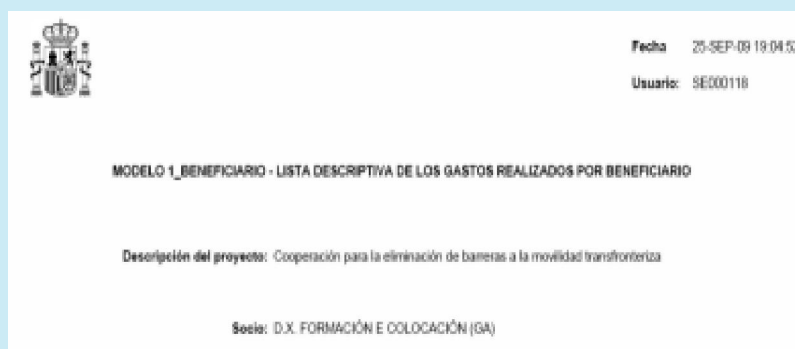 Fecha 25-SEP-09 19:04:52
Usuario: SE000118
MODELO 1_BENEFICIARIO - LISTA DESCRIPTIVA DE LOS GASTOS REALIZADOS POR BENEFICIARIO
Descripción del proyecto: Cooperación para la eliminación de barreras a la movilidad transfronteriza
Socio: D.X. FORMACIÓN E COLOCACIÓN (GA)